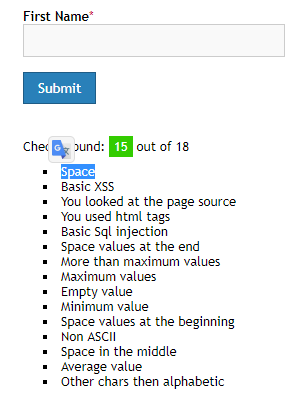 First Name*
Submit
Chec ound: 15 out of 18
Space
Basic XSS
You looked at the page source
You used html tags
Basic Sql injection
Space values at the end
More than maximum values
Maximum values
Empty value
Minimum value
Space values at the beginning
Non ASCII
Space in the middle
Average value
Other chars then alphabetic